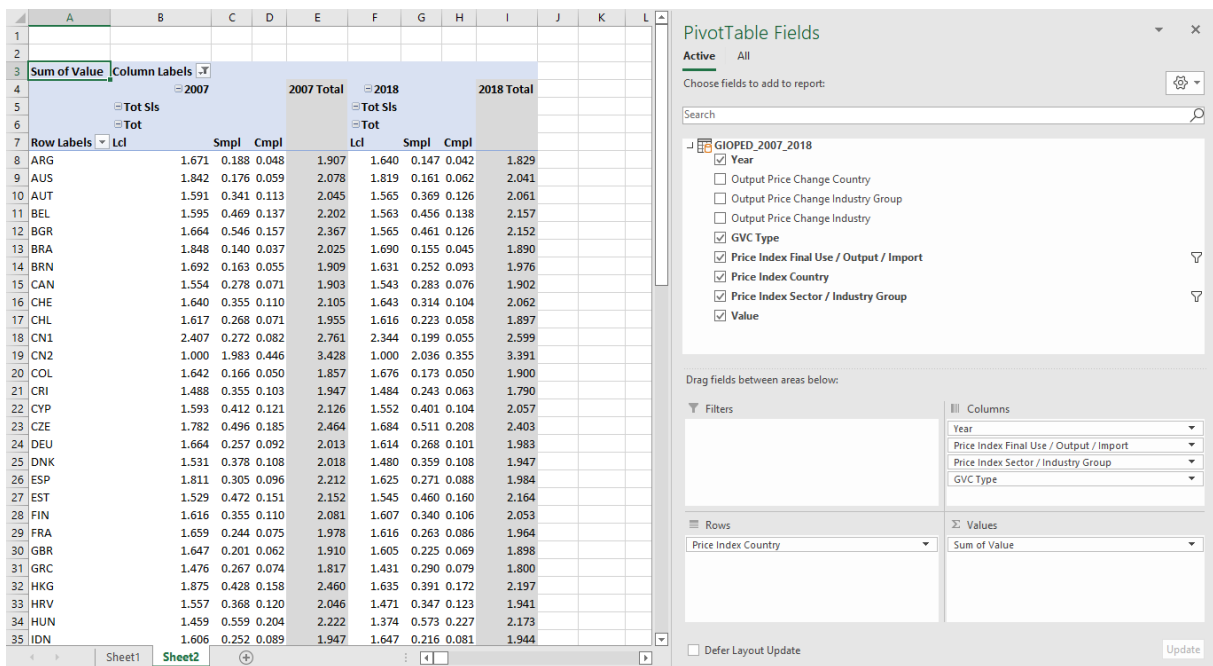 A B C D E F G H I J K L
1
2
3 Sum of Value Column Labels
4 2007 2007 Total 2018 2018 Total
5 Tot Sls Tot Sls
6 Tot Tot
7 Row Labels Lcl Smpl Cmpl Lcl Smpl Cmpl
8 ARG 1.671 0.188 0.048 1.907 1.640 0.147 0.042 1.829
9 AUS 1.842 0.176 0.059 2.078 1.819 0.161 0.062 2.041
10 AUT 1.591 0.341 0.113 2.045 1.565 0.369 0.126 2.061
11 BEL 1.595 0.469 0.137 2.202 1.563 0.456 0.138 2.157
12 BGR 1.664 0.546 0.157 2.367 1.565 0.461 0.126 2.152
13 BRA 1.848 0.140 0.037 2.025 1.690 0.155 0.045 1.890
14 BRN 1.692 0.163 0.055 1.909 1.631 0.252 0.093 1.976
15 CAN 1.554 0.278 0.071 1.903 1.543 0.283 0.076 1.902
16 CHE 1.640 0.355 0.110 2.105 1.643 0.314 0.104 2.062
17 CHL 1.617 0.268 0.071 1.955 1.616 0.223 0.058 1.897
18 CN1 2.407 0.272 0.082 2.761 2.344 0.199 0.055 2.599
19 CN2 1.000 1.983 0.446 3.428 1.000 2.036 0.355 3.391
20 COL 1.642 0.166 0.050 1.857 1.676 0.173 0.050 1.900
21 CRI 1.488 0.355 0.103 1.947 1.484 0.243 0.063 1.790
22 CYP 1.593 0.412 0.121 2.126 1.552 0.401 0.104 2.057
23 CZE 1.782 0.496 0.185 2.464 1.684 0.511 0.208 2.403
24 DEU 1.664 0.257 0.092 2.013 1.614 0.268 0.101 1.983
25 DNK 1.531 0.378 0.108 2.018 1.480 0.359 0.108 1.947
26 ESP 1.811 0.305 0.096 2.212 1.625 0.271 0.088 1.984
27 EST 1.529 0.472 0.151 2.152 1.545 0.460 0.160 2.164
28 FIN 1.616 0.355 0.110 2.081 1.607 0.340 0.106 2.053
29 FRA 1.659 0.244 0.075 1.978 1.616 0.263 0.086 1.964
30 GBR 1.647 0.201 0.062 1.910 1.605 0.225 0.069 1.898
31 GRC 1.476 0.267 0.074 1.817 1.431 0.290 0.079 1.800
32 HKG 1.875 0.428 0.158 2.460 1.635 0.391 0.172 2.197
33 HRV 1.557 0.368 0.120 2.046 1.471 0.347 0.123 1.941
34 HUN 1.459 0.559 0.204 2.222 1.374 0.573 0.227 2.173
35 IDN 1.606 0.252 0.089 1.947 1.647 0.216 0.081 1.944
Sheet1 Sheet2
PivotTable Fields
Active All
Choose fields to add to report:
Search
GIOPED_2007_2018
Year
Output Price Change Country
Output Price Change Industry Group
Output Price Change Industry
GVC Type
Price Index Final Use / Output / Import
Price Index Country
Price Index Sector / Industry Group
Value
Drag fields between areas below:
Filters
Columns
Year
Price Index Final Use / Output / Import
Price Index Sector / Industry Group
GVC Type
Rows
Price Index Country
Σ Values
Sum of Value
Defer Layout Update
Update